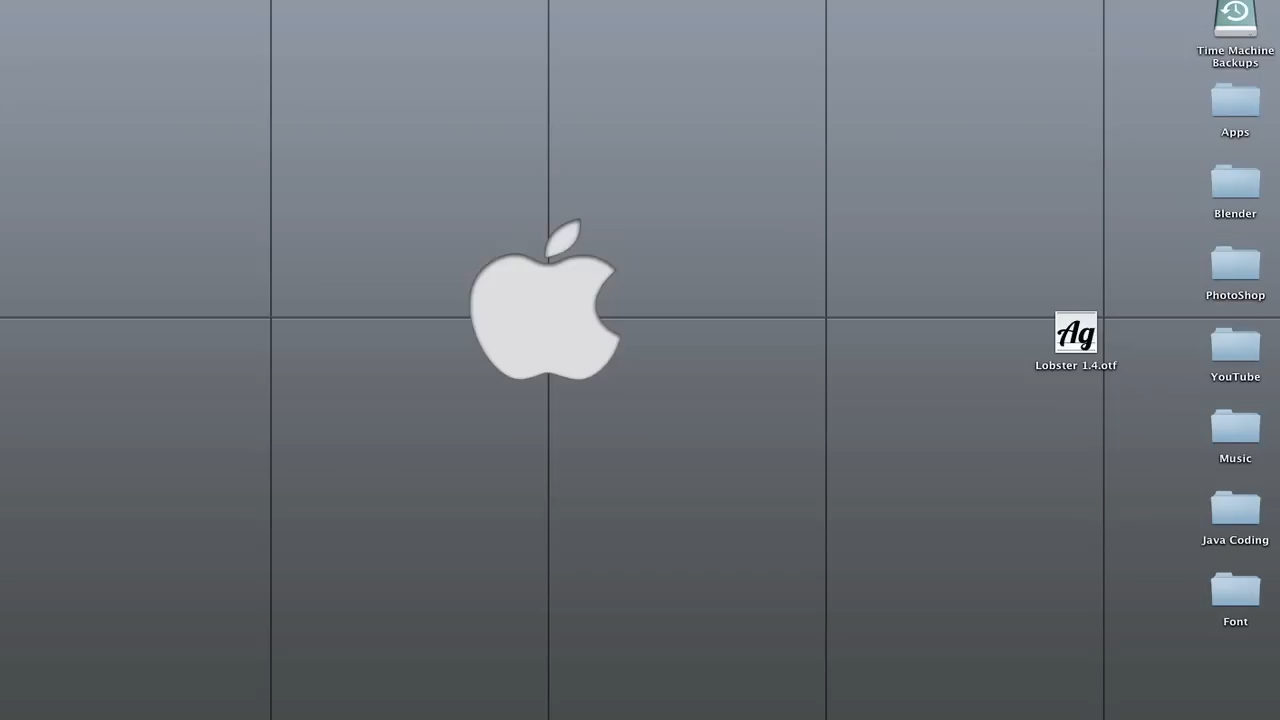 Time Machine
Backups
Apps
Blender
PhotoShop
YouTube
Ag
Lobster 1.4.otf
Music
Java Coding
Font